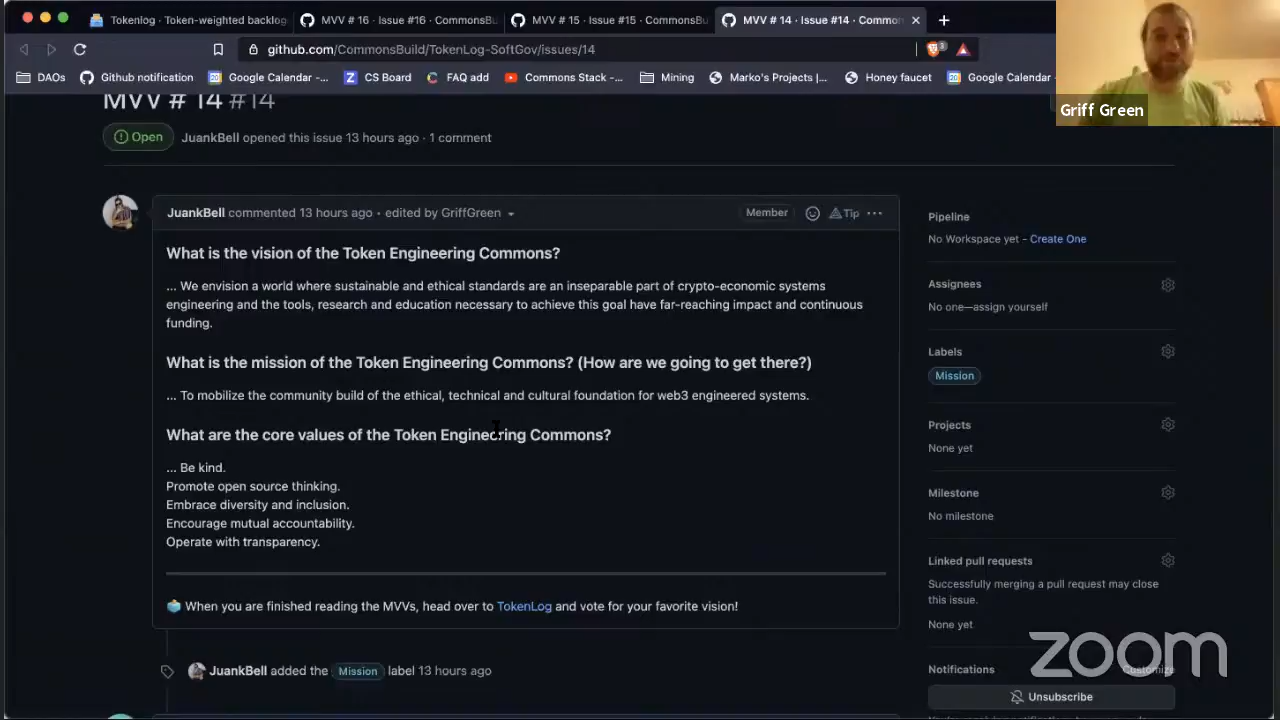 Tokenlog · Token-weighted backlog
MVV # 16 · Issue #16 · CommonsBu
MVV # 15 · Issue #15 · CommonsBu
MVV # 14 · Issue #14 · Common
github.com/CommonsBuild/TokenLog-SoftGov/issues/14
3
DAOs
Github notification
Google Calendar -...
CS Board
FAQ add
Commons Stack -...
Mining
Marko's Projects |...
Honey faucet
Google Calendar
Griff Green
MVV # 14 #14
Open
JuankBell opened this issue 13 hours ago · 1 comment
JuankBell commented 13 hours ago • edited by GriffGreen
Member
Tip
What is the vision of the Token Engineering Commons?
... We envision a world where sustainable and ethical standards are an inseparable part of crypto-economic systems
engineering and the tools, research and education necessary to achieve this goal have far-reaching impact and continuous
funding.
What is the mission of the Token Engineering Commons? (How are we going to get there?)
... To mobilize the community build of the ethical, technical and cultural foundation for web3 engineered systems.
What are the core values of the Token Engineering Commons?
... Be kind.
Promote open source thinking.
Embrace diversity and inclusion.
Encourage mutual accountability.
Operate with transparency.
When you are finished reading the MVVs, head over to TokenLog and vote for your favorite vision!
JuankBell added the Mission label 13 hours ago
Pipeline
No Workspace yet - Create One
Assignees
No one—assign yourself
Labels
Mission
Projects
None yet
Milestone
No milestone
Linked pull requests
Successfully merging a pull request may close
this issue.
None yet
Notifications
Customize
Unsubscribe
zoom